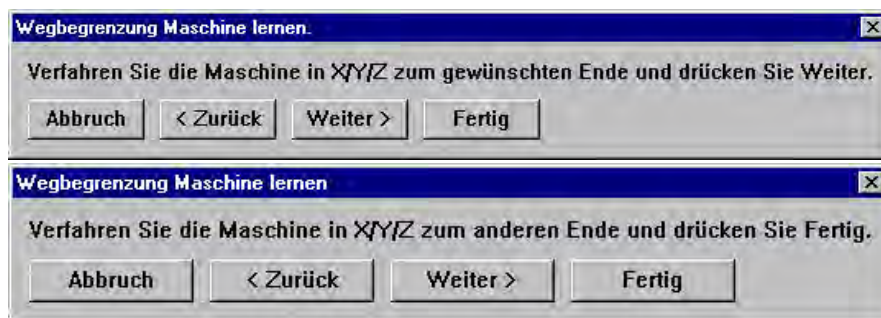 Wegbegrenzung Maschine lernen.
Verfahren Sie die Maschine in X/Y/Z zum gewünschten Ende und drücken Sie Weiter.
Abbruch < Zurück Weiter > Fertig
Wegbegrenzung Maschine lernen
Verfahren Sie die Maschine in X/Y/Z zum anderen Ende und drücken Sie Fertig.
Abbruch < Zurück Weiter > Fertig